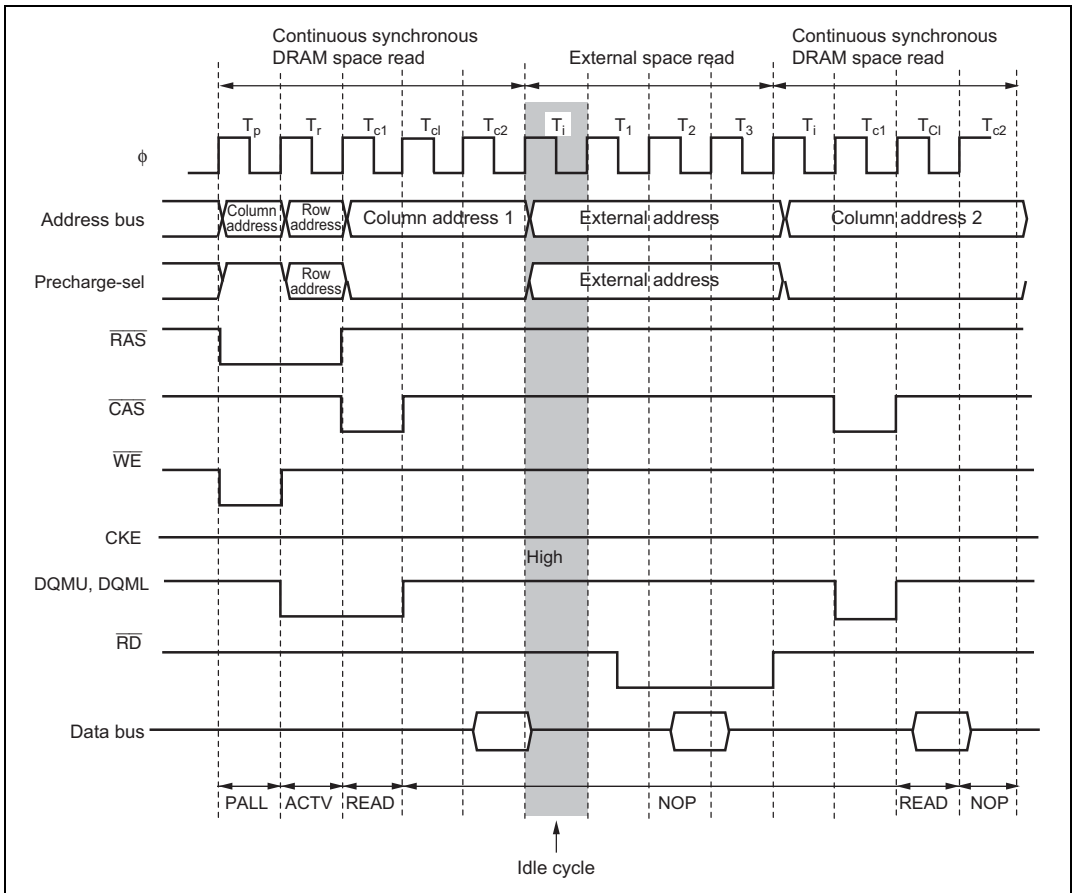 Continuous synchronous
DRAM space read
External space read
Continuous synchronous
DRAM space read
Tp Tr Tc1 Tcl Tc2 Ti T1 T2 T3 Ti Tc1 TCl Tc2
ϕ
Address bus
Column
address
Row
address
Column address 1
External address
Column address 2
Precharge-sel
Row
address
External address
RAS
CAS
WE
CKE
High
DQMU, DQML
RD
Data bus
PALL ACTV READ NOP READ NOP
Idle cycle